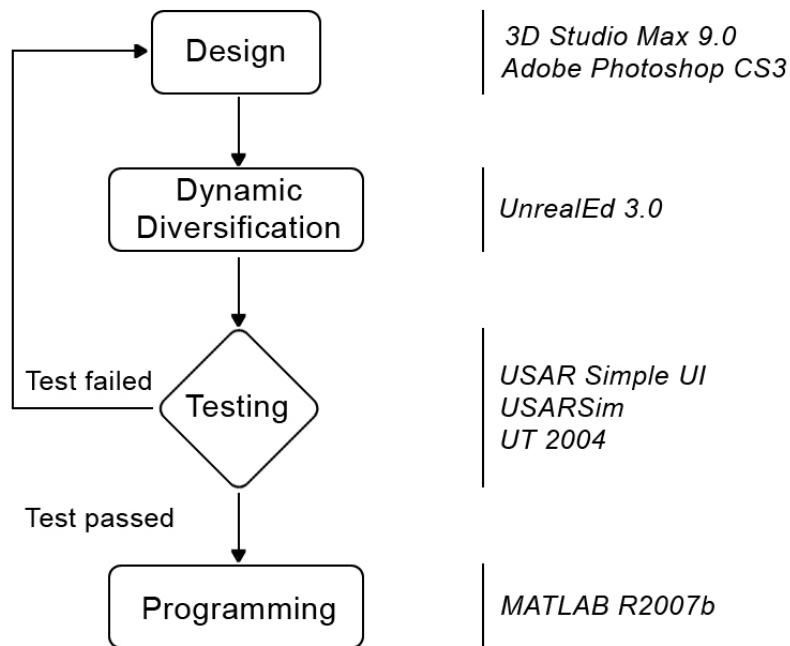 Design
3D Studio Max 9.0
Adobe Photoshop CS3
Dynamic
Diversification
UnrealEd 3.0
Test failed
Testing
USAR Simple UI
USARSim
UT 2004
Test passed
Programming
MATLAB R2007b